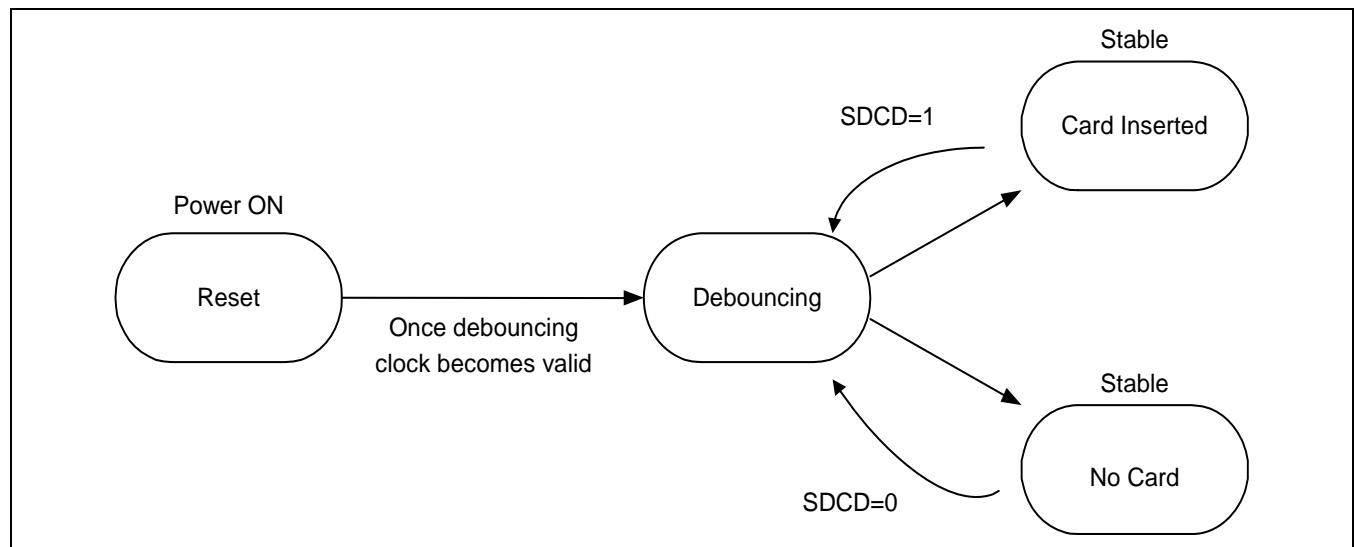 Stable
Card Inserted
SDCD=1
Power ON
Reset
Once debouncing
clock becomes valid
Debouncing
Stable
No Card
SDCD=0